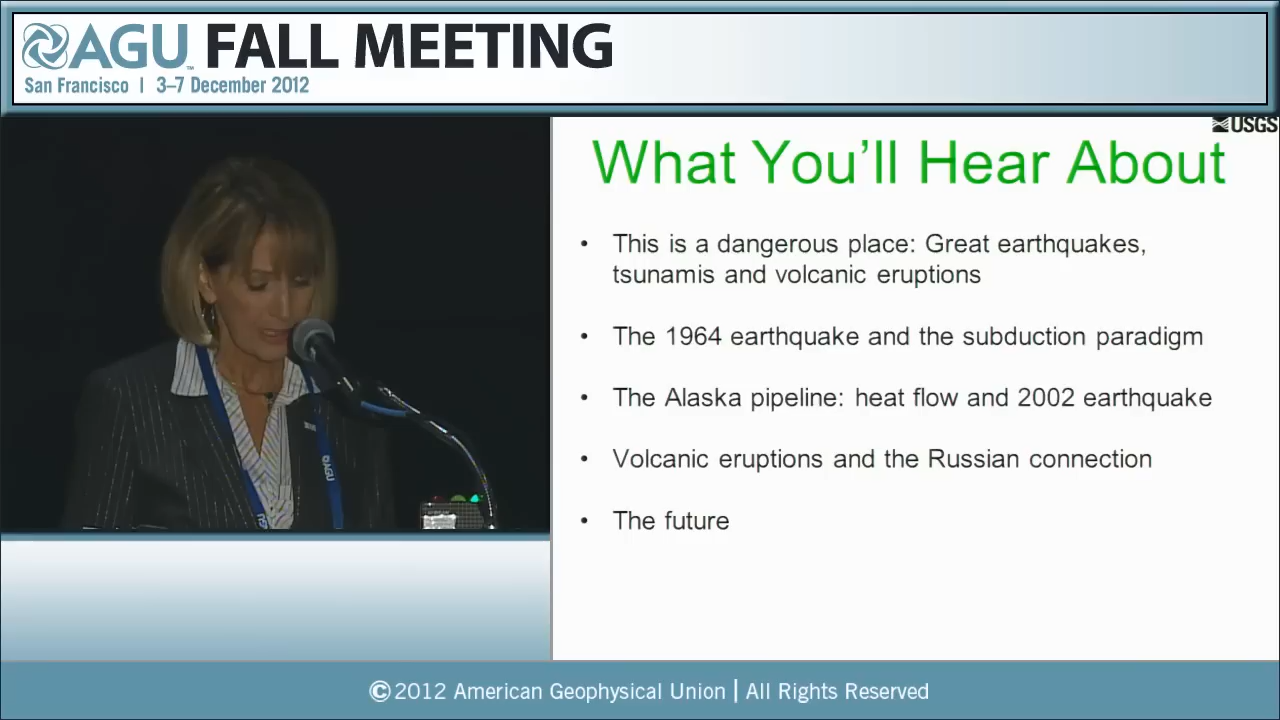 AGU FALL MEETING
San Francisco | 3–7 December 2012
USGS
What You’ll Hear About
• This is a dangerous place: Great earthquakes,
tsunamis and volcanic eruptions
• The 1964 earthquake and the subduction paradigm
• The Alaska pipeline: heat flow and 2002 earthquake
• Volcanic eruptions and the Russian connection
• The future
AGU
©2012 American Geophysical Union | All Rights Reserved